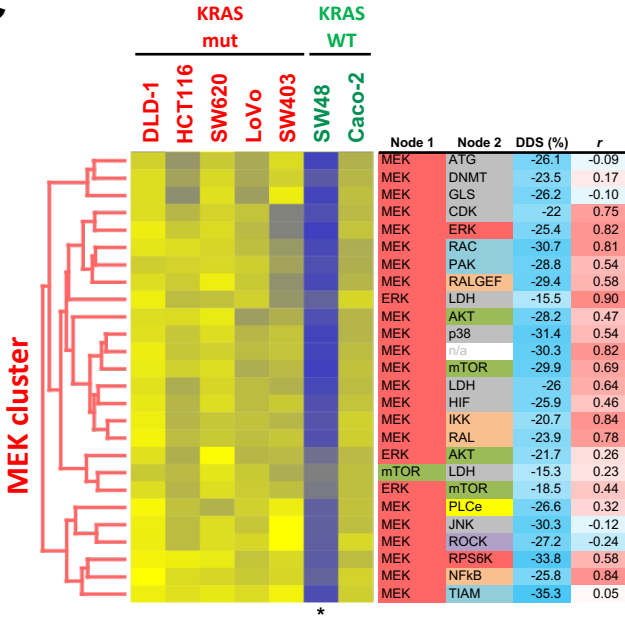 KRAS mut
KRAS WT
DLD-1 HCT116 SW620 LoVo SW403 SW48 Caco-2
Node 1 Node 2 DDS (%) r
MEK ATG -26.1 -0.09
MEK DNMT -23.5 0.17
MEK GLS -26.2 -0.10
MEK CDK -22 0.75
MEK ERK -25.4 0.82
MEK RAC -30.7 0.81
MEK PAK -28.8 0.54
MEK RALGEF -29.4 0.58
ERK LDH -15.5 0.90
MEK AKT -28.2 0.47
MEK p38 -31.4 0.54
MEK n/a -30.3 0.82
MEK mTOR -29.9 0.69
MEK LDH -26 0.64
MEK HIF -25.9 0.46
MEK IKK -20.7 0.84
MEK RAL -23.9 0.78
ERK AKT -21.7 0.26
mTOR LDH -15.3 0.23
ERK mTOR -18.5 0.44
MEK PLCe -26.6 0.32
MEK JNK -30.3 -0.12
MEK ROCK -27.2 -0.24
MEK RPS6K -33.8 0.58
MEK NFkB -25.8 0.84
MEK TIAM -35.3 0.05
MEK cluster
*